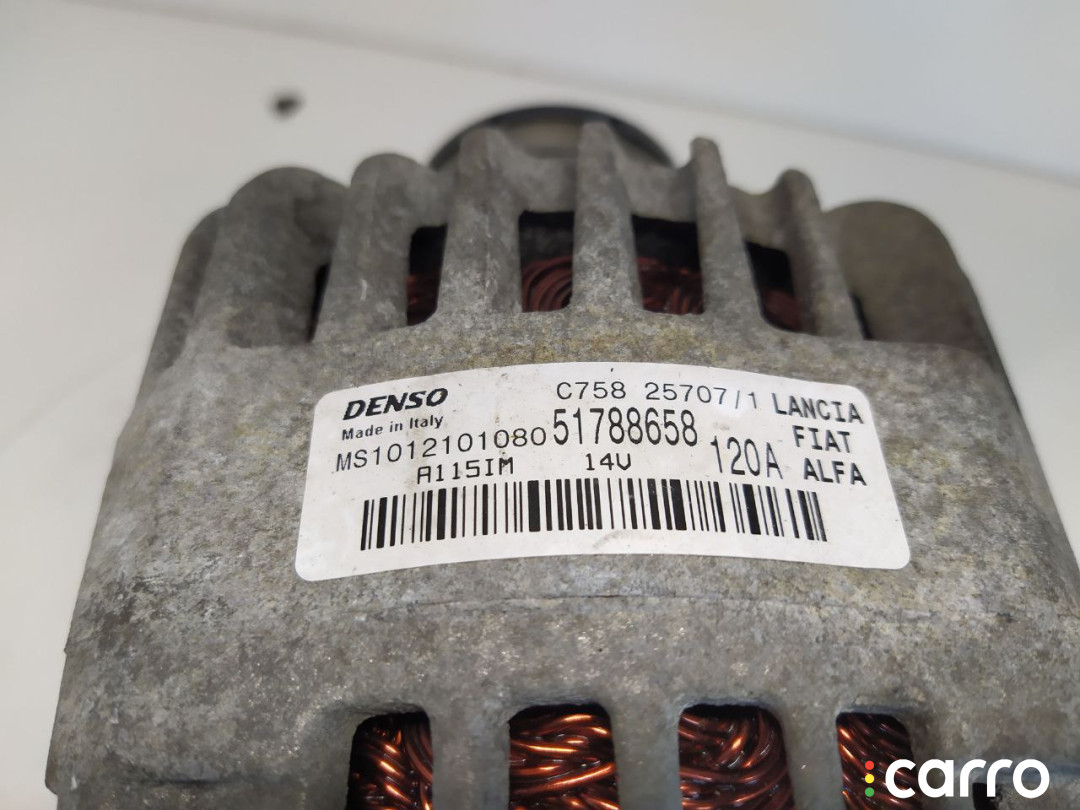 DENSO C758 25707/1 LANCIA
Made in Italy 51788658 FIAT
MS1012101080 120A ALFA
A115IM 14V
carro